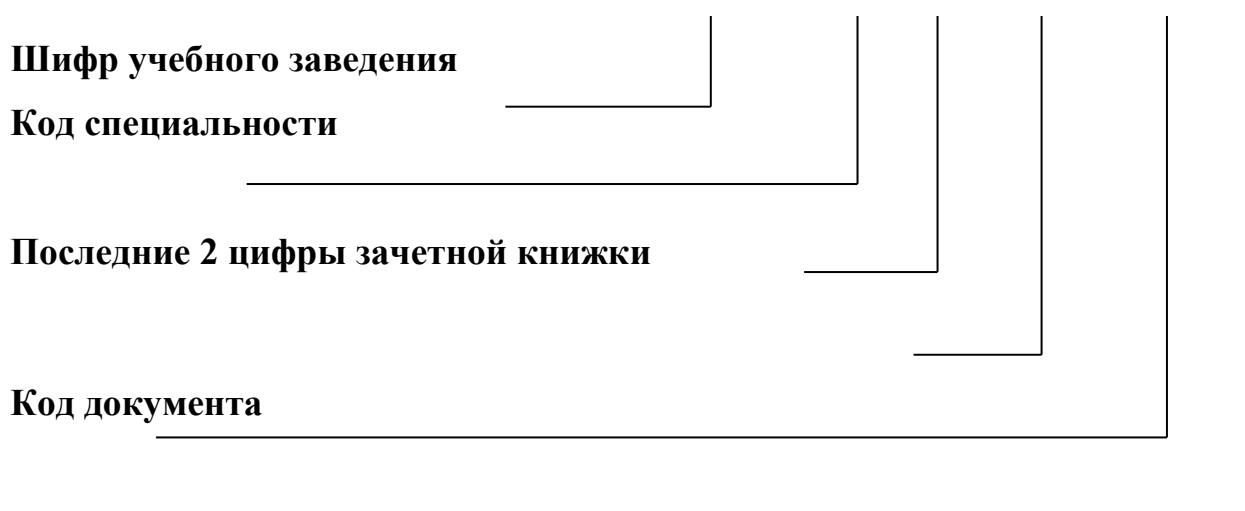 Шифр учебного заведения
Код специальности
Последние 2 цифры зачетной книжки
Код документа